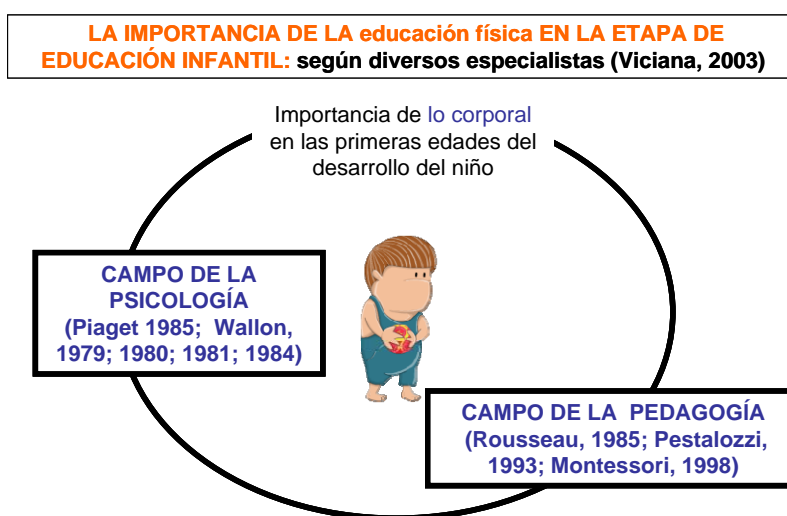 LA IMPORTANCIA DE LA educación física EN LA ETAPA DE
EDUCACIÓN INFANTIL: según diversos especialistas (Viciana, 2003)
Importancia de lo corporal
en las primeras edades del
desarrollo del niño
CAMPO DE LA
PSICOLOGÍA
(Piaget 1985; Wallon,
1979; 1980; 1981; 1984)
CAMPO DE LA PEDAGOGÍA
(Rousseau, 1985; Pestalozzi,
1993; Montessori, 1998)